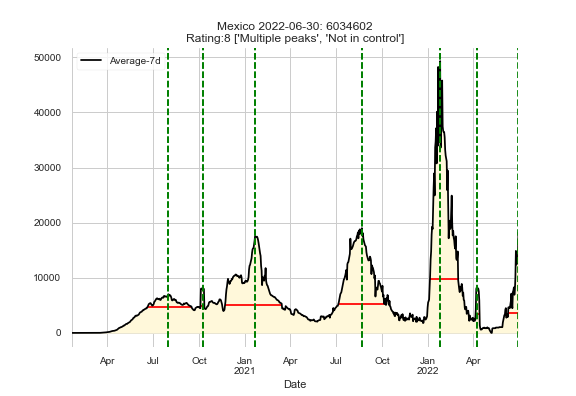 Mexico 2022-06-30: 6034602
Rating:8 ['Multiple peaks', 'Not in control']
Average-7d
50000
40000
30000
20000
10000
0
Apr Jul Oct Jan Apr Jul Oct Jan Apr
2021 2022
Date